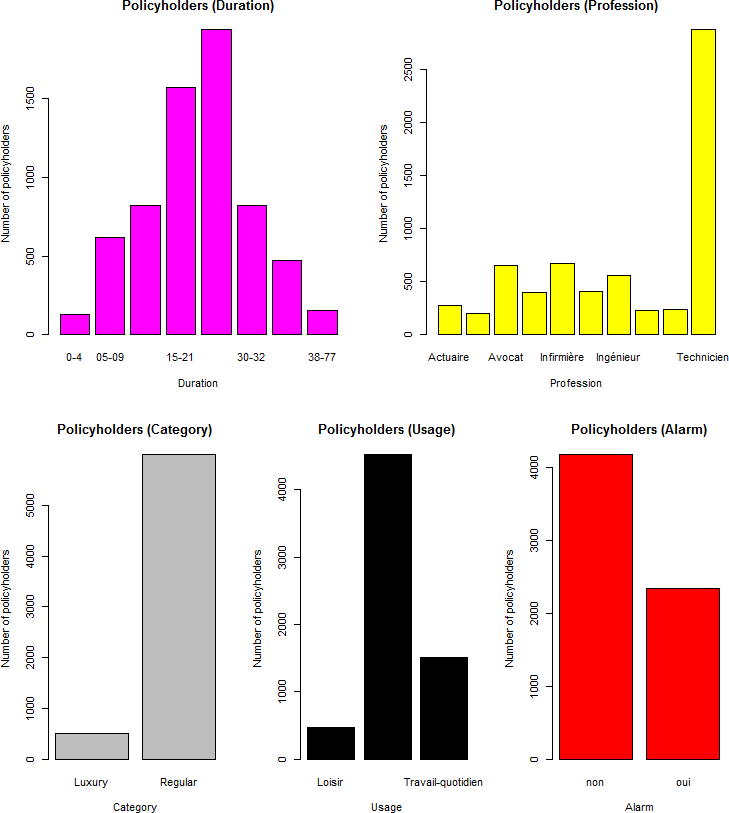 Policyholders (Duration)
Number of policyholders
0
500
1000
1500
0-4
05-09
15-21
30-32
38-77
Duration
Policyholders (Profession)
Number of policyholders
0
500
1000
1500
2000
2500
Actuaire
Avocat
Infirmière
Ingénieur
Technicien
Profession
Policyholders (Category)
Number of policyholders
0
1000
2000
3000
4000
5000
Luxury
Regular
Category
Policyholders (Usage)
Number of policyholders
0
1000
2000
3000
4000
Loisir
Travail-quotidien
Usage
Policyholders (Alarm)
Number of policyholders
0
1000
2000
3000
4000
non
oui
Alarm